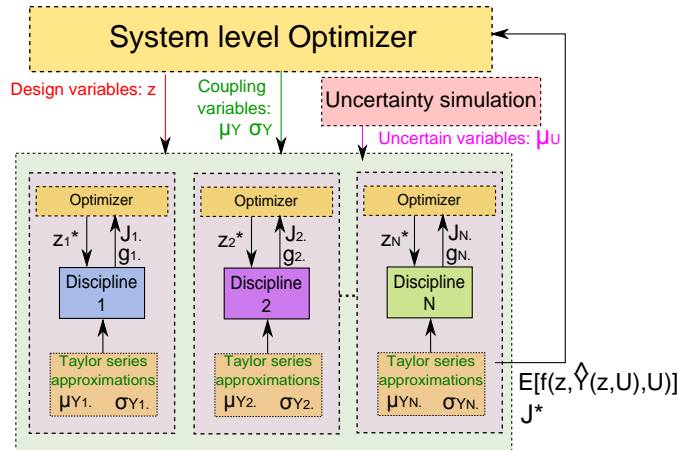 System level Optimizer
Design variables: z
Coupling
variables:
μY σY
Uncertainty simulation
Uncertain variables: μU
Optimizer
z1*
J1.
g1.
Discipline
1
Taylor series
approximations
μY1. σY1.
Optimizer
z2*
J2.
g2.
Discipline
2
Taylor series
approximations
μY2. σY2.
Optimizer
zN*
JN.
gN.
Discipline
N
Taylor series
approximations
μYN. σYN.
E[f(z,Ŷ(z,U),U)]
J*